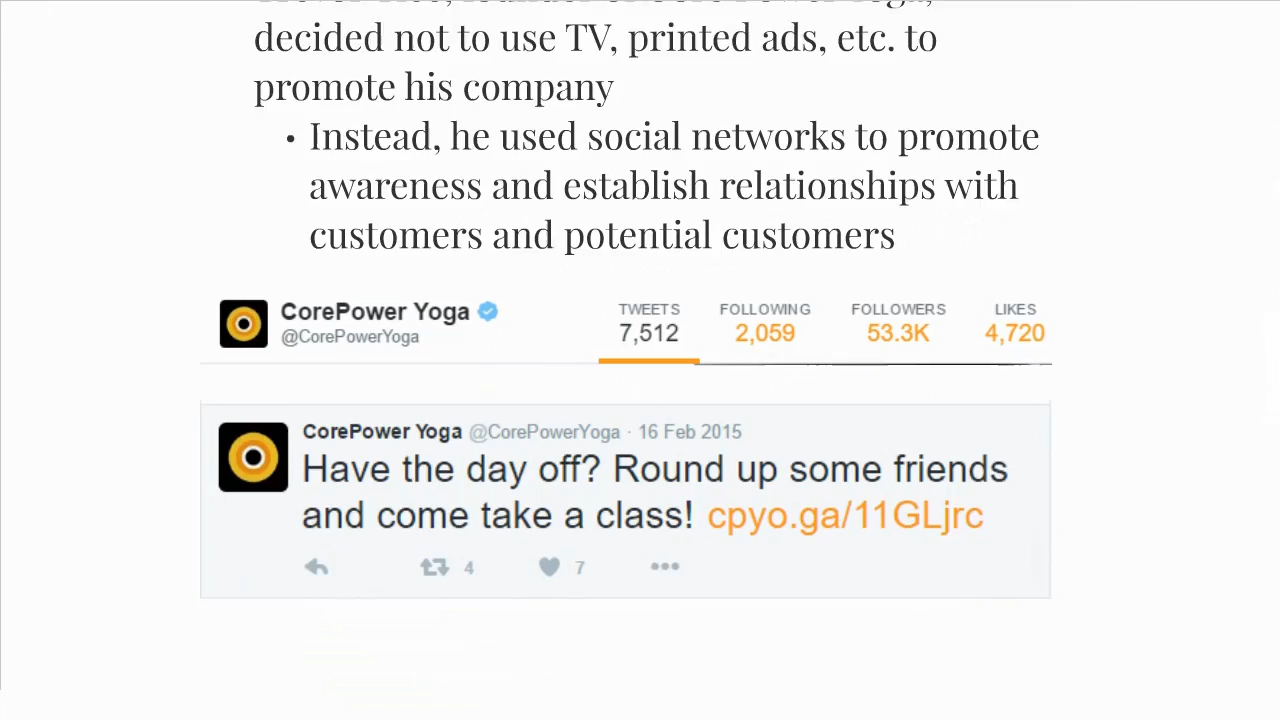 decided not to use TV, printed ads, etc. to
promote his company
• Instead, he used social networks to promote
awareness and establish relationships with
customers and potential customers
CorePower Yoga
@CorePowerYoga
TWEETS FOLLOWING FOLLOWERS LIKES
7,512 2,059 53.3K 4,720
CorePower Yoga @CorePowerYoga · 16 Feb 2015
Have the day off? Round up some friends
and come take a class! cpyo.ga/11GLjrc
4 7